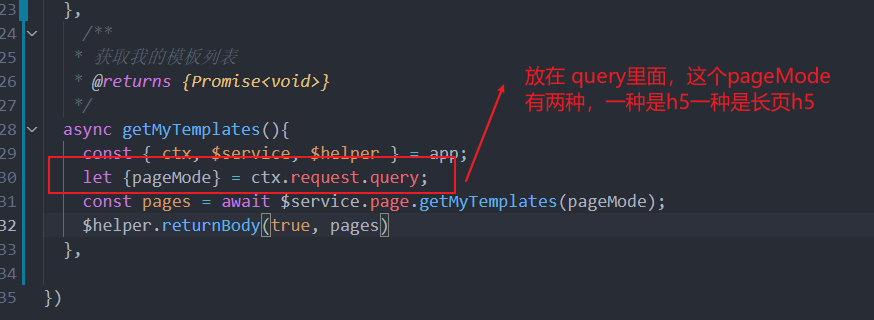 23 },
24 /**
25 * 获取我的模板列表
26 * @returns {Promise<void>}
27 */
28 async getMyTemplates(){
29 const { ctx, $service, $helper } = app;
30 let {pageMode} = ctx.request.query;
31 const pages = await $service.page.getMyTemplates(pageMode);
32 $helper.returnBody(true, pages)
33 },
34
35 })
放在 query里面，这个pageMode
有两种，一种是h5一种是长页h5